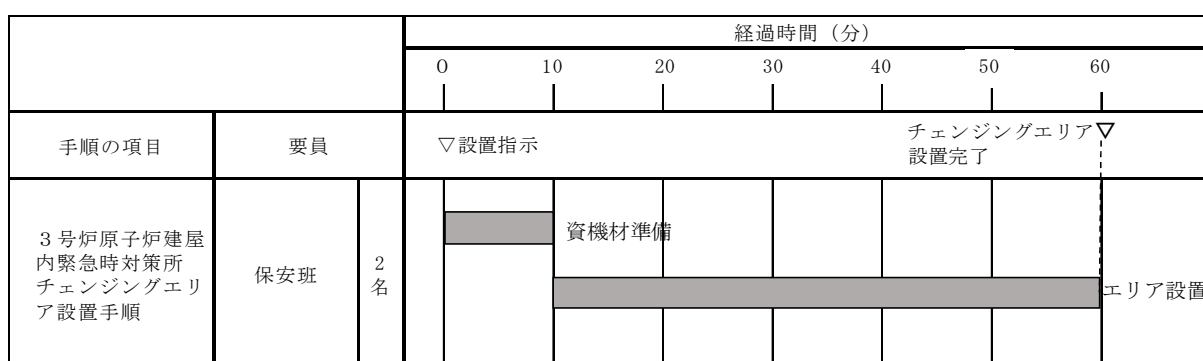 経過時間（分）
0 10 20 30 40 50 60
手順の項目 要員 ▽設置指示 チェンジングエリア▽
設置完了
３号炉原子炉建屋
内緊急時対策所
チェンジングエリ
ア設置手順
保安班
2
名
資機材準備
エリア設置